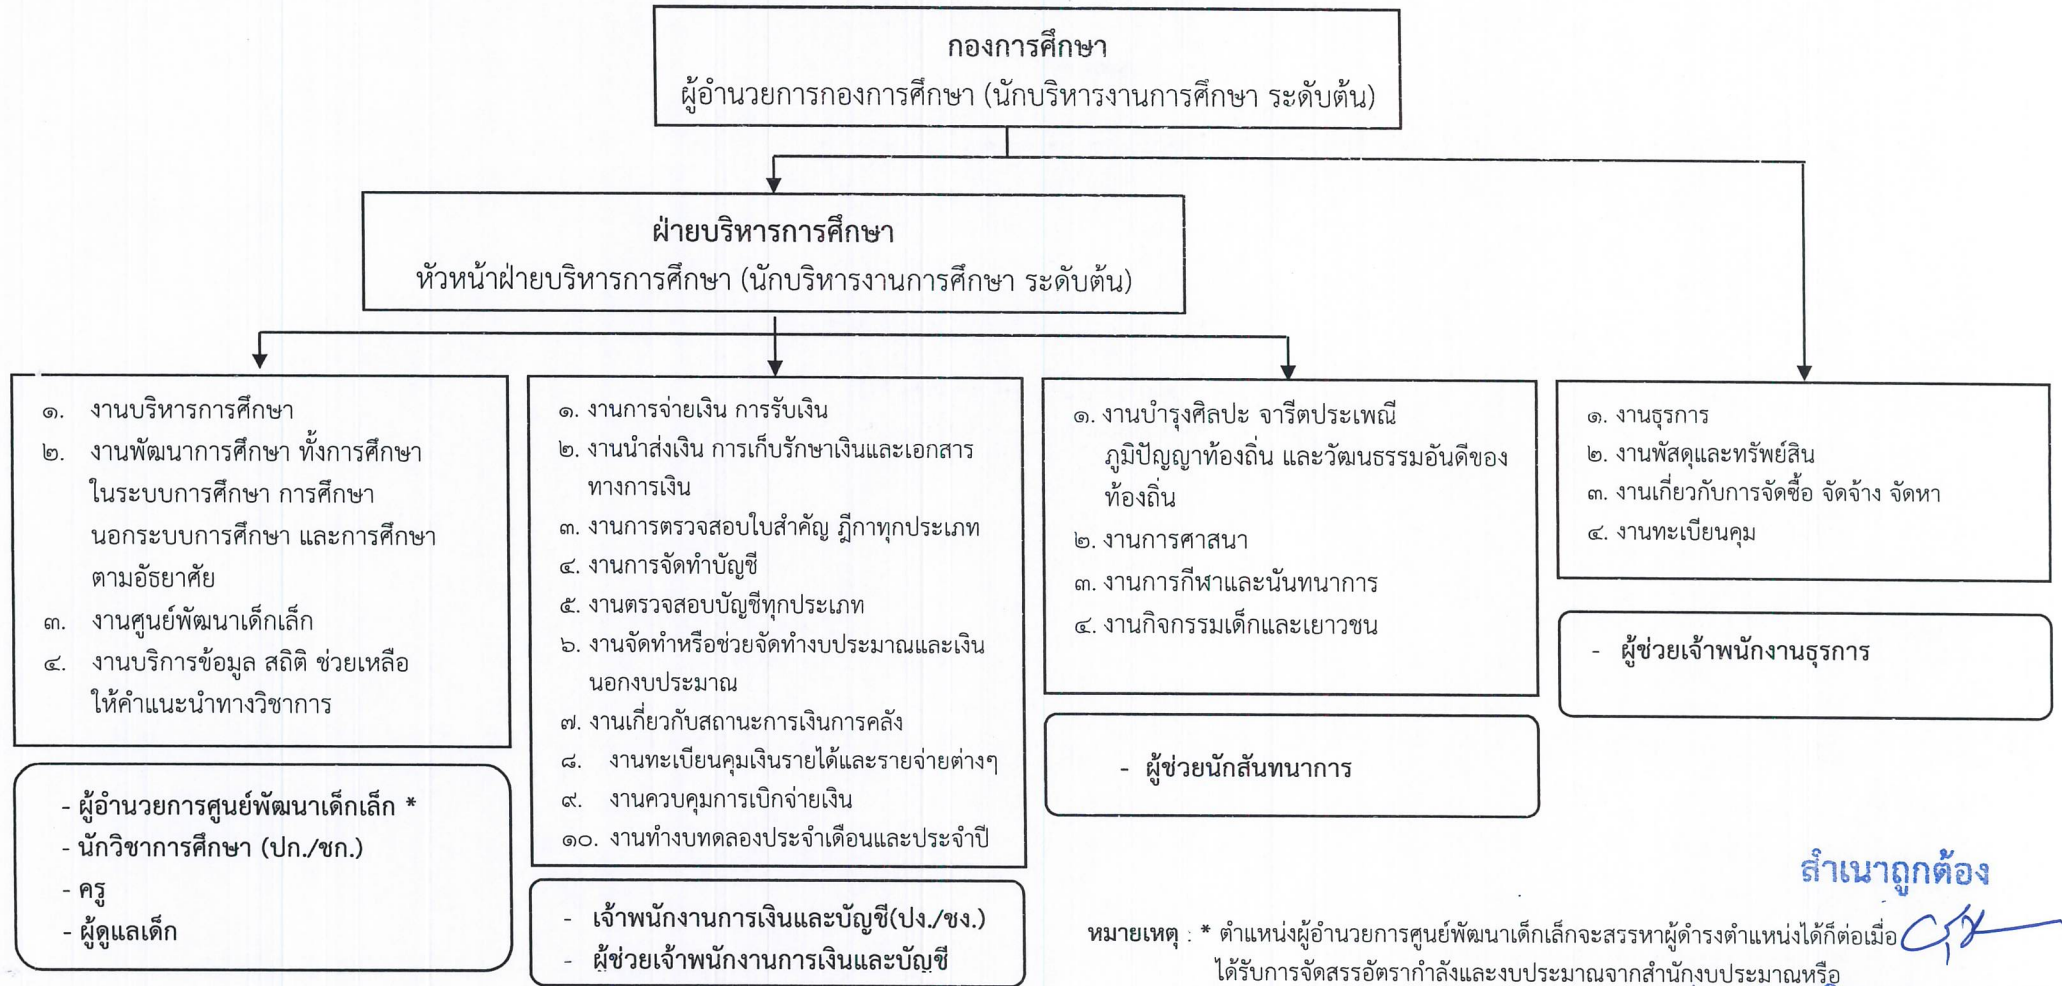 กองการศึกษา
ผู้อำนวยการกองการศึกษา (นักบริหารงานการศึกษา ระดับต้น)
ฝ่ายบริหารการศึกษา
หัวหน้าฝ่ายบริหารการศึกษา (นักบริหารงานการศึกษา ระดับต้น)
๑. งานบริหารการศึกษา
๒. งานพัฒนาการศึกษา ทั้งการศึกษา
ในระบบการศึกษา การศึกษา
นอกระบบการศึกษา และการศึกษา
ตามอัธยาศัย
๓. งานศูนย์พัฒนาเด็กเล็ก
๔. งานบริการข้อมูล สถิติ ช่วยเหลือ
ให้คำแนะนำทางวิชาการ
- ผู้อำนวยการศูนย์พัฒนาเด็กเล็ก *
- นักวิชาการศึกษา (ปก./ชก.)
- ครู
- ผู้ดูแลเด็ก
๑. งานการจ่ายเงิน การรับเงิน
๒. งานนำส่งเงิน การเก็บรักษาเงินและเอกสาร
ทางการเงิน
๓. งานการตรวจสอบใบสำคัญ ฎีกาทุกประเภท
๔. งานการจัดทำบัญชี
๕. งานตรวจสอบบัญชีทุกประเภท
๖. งานจัดทำหรือช่วยจัดทำงบประมาณและเงิน
นอกงบประมาณ
๗. งานเกี่ยวกับสถานะการเงินการคลัง
๘. งานทะเบียนคุมเงินรายได้และรายจ่ายต่างๆ
๙. งานควบคุมการเบิกจ่ายเงิน
๑๐. งานทำงบทดลองประจำเดือนและประจำปี
- เจ้าพนักงานการเงินและบัญชี(ปง./ชง.)
- ผู้ช่วยเจ้าพนักงานการเงินและบัญชี
๑. งานบำรุงศิลปะ จารีตประเพณี
ภูมิปัญญาท้องถิ่น และวัฒนธรรมอันดีของ
ท้องถิ่น
๒. งานการศาสนา
๓. งานการกีฬาและนันทนาการ
๔. งานกิจกรรมเด็กและเยาวชน
- ผู้ช่วยนักสันทนาการ
๑. งานธุรการ
๒. งานพัสดุและทรัพย์สิน
๓. งานเกี่ยวกับการจัดซื้อ จัดจ้าง จัดหา
๔. งานทะเบียนคุม
- ผู้ช่วยเจ้าพนักงานธุรการ
สำเนาถูกต้อง
หมายเหตุ : * ตำแหน่งผู้อำนวยการศูนย์พัฒนาเด็กเล็กจะสรรหาผู้ดำรงตำแหน่งได้ก็ต่อเมื่อ
ได้รับการจัดสรรอัตรากำลังและงบประมาณจากสำนักงบประมาณหรือ